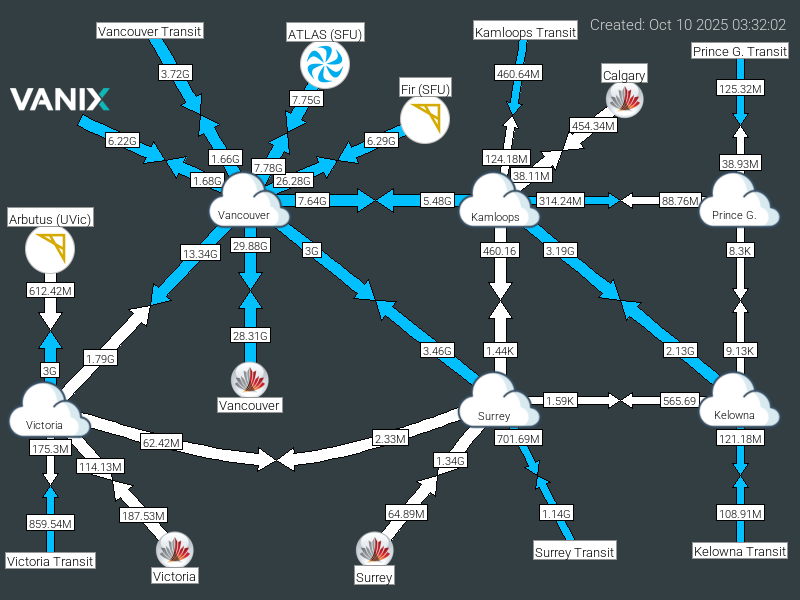 Created: Oct 10 2025 03:32:02
Vancouver Transit
ATLAS (SFU)
Kamloops Transit
Prince G. Transit
3.72G
460.64M
Calgary
125.32M
VANIX
7.75G
Fir (SFU)
454.34M
6.22G
6.29G
1.66G
7.78G
124.18M
38.93M
1.68G
26.28G
38.11M
7.64G
5.48G
314.24M
88.76M
Arbutus (UVic)
Vancouver
Kamloops
Prince G.
13.34G
29.88G
3G
460.16
3.19G
8.3K
612.42M
28.31G
1.79G
3.46G
1.44K
2.13G
9.13K
3G
Vancouver
1.59K
565.69
Victoria
Surrey
Kelowna
175.3M
62.42M
2.33M
701.69M
121.18M
114.13M
1.34G
859.54M
187.53M
64.89M
1.14G
108.91M
Victoria Transit
Victoria
Surrey
Surrey Transit
Kelowna Transit